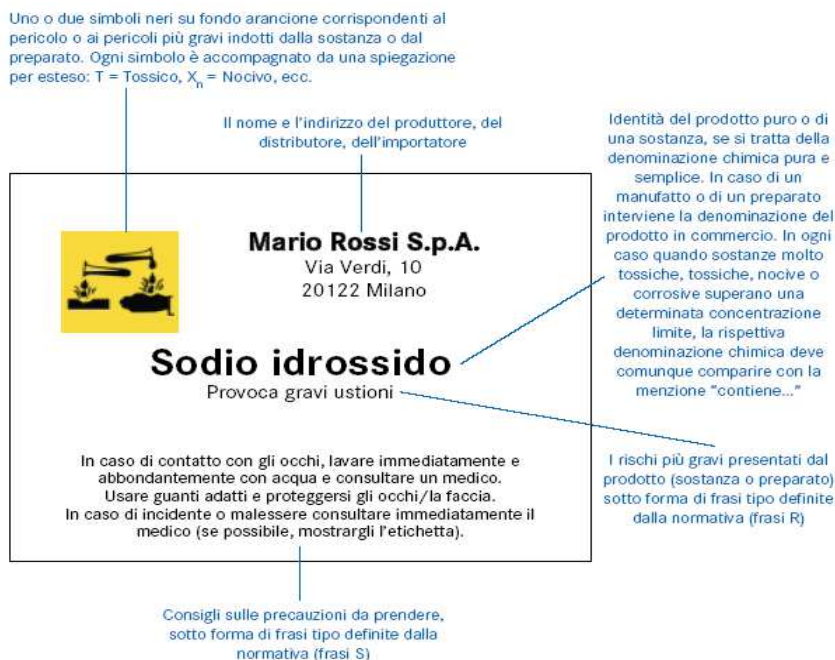 Uno o due simboli neri su fondo arancione corrispondenti al
pericolo o ai pericoli più gravi indotti dalla sostanza o dal
preparato. Ogni simbolo è accompagnato da una spiegazione
per esteso: T = Tossico, Xn = Nocivo, ecc.
Il nome e l'indirizzo del produttore, del
distributore, dell'importatore
Identità del prodotto puro o di
una sostanza, se si tratta della
denominazione chimica pura e
semplice. In caso di un
manufatto o di un preparato
interviene la denominazione del
prodotto in commercio. In ogni
caso quando sostanze molto
tossiche, tossiche, nocive o
corrosive superano una
determinata concentrazione
limite, la rispettiva
denominazione chimica deve
comunque comparire con la
menzione "contiene..."
Mario Rossi S.p.A.
Via Verdi, 10
20122 Milano
Sodio idrossido
Provoca gravi ustioni
In caso di contatto con gli occhi, lavare immediatamente e
abbondantemente con acqua e consultare un medico.
Usare guanti adatti e proteggersi gli occhi/la faccia.
In caso di incidente o malessere consultare immediatamente il
medico (se possibile, mostrargli l'etichetta).
I rischi più gravi presentati dal
prodotto (sostanza o preparato)
sotto forma di frasi tipo definite
dalla normativa (frasi R)
Consigli sulle precauzioni da prendere,
sotto forma di frasi tipo definite dalla
normativa (frasi S)